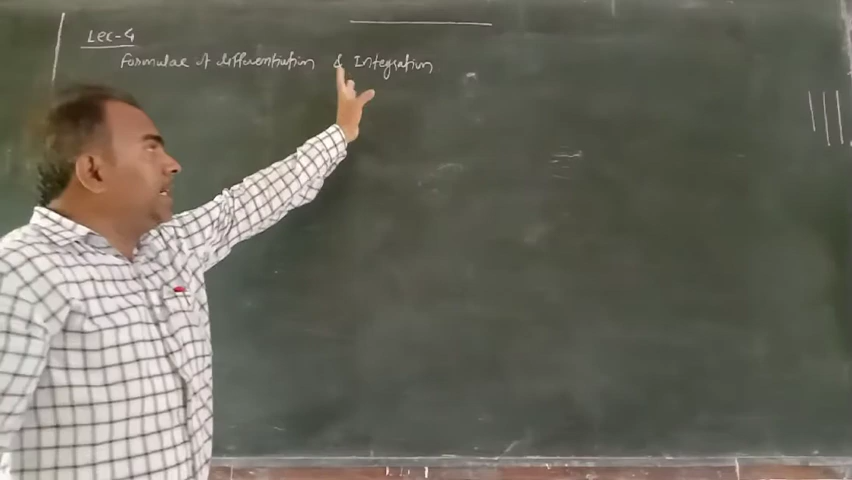 Lec-4
Formulae of differentiation & Integration